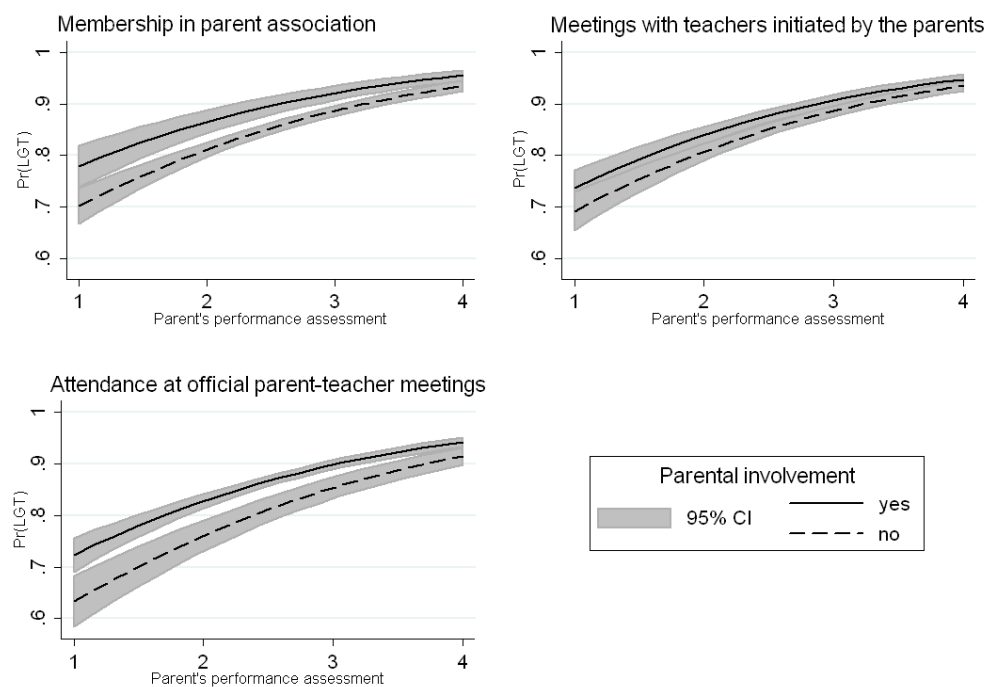 Membership in parent association
1
.9
.8
.7
.6
Pr(LGT)
1 2 3 4
Parent's performance assessment
Meetings with teachers initiated by the parents
1
.9
.8
.7
.6
Pr(LGT)
1 2 3 4
Parent's performance assessment
Attendance at official parent-teacher meetings
1
.9
.8
.7
.6
Pr(LGT)
1 2 3 4
Parent's performance assessment
Parental involvement
95% CI
yes
no